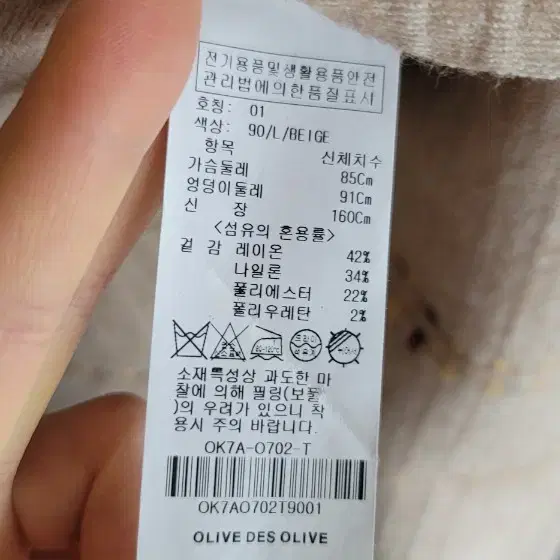 전기용품및생활용품안전
관리법에의한품질표시
호칭: 01
색상: 90/L/BEIGE
항목 신체치수
가슴둘레 85Cm
엉덩이둘레 91Cm
신 장 160Cm
<섬유의 혼용률>
겉 감 레이온 42%
나일론 34%
폴리에스터 22%
폴리우레탄 2%
소재특성상 과도한 마
찰에 의해 필링(보풀
)의 우려가 있으니 착
용시 주의 바랍니다.
OK7A-O702-T
OK7AO702T9001
OLIVE DES OLIVE